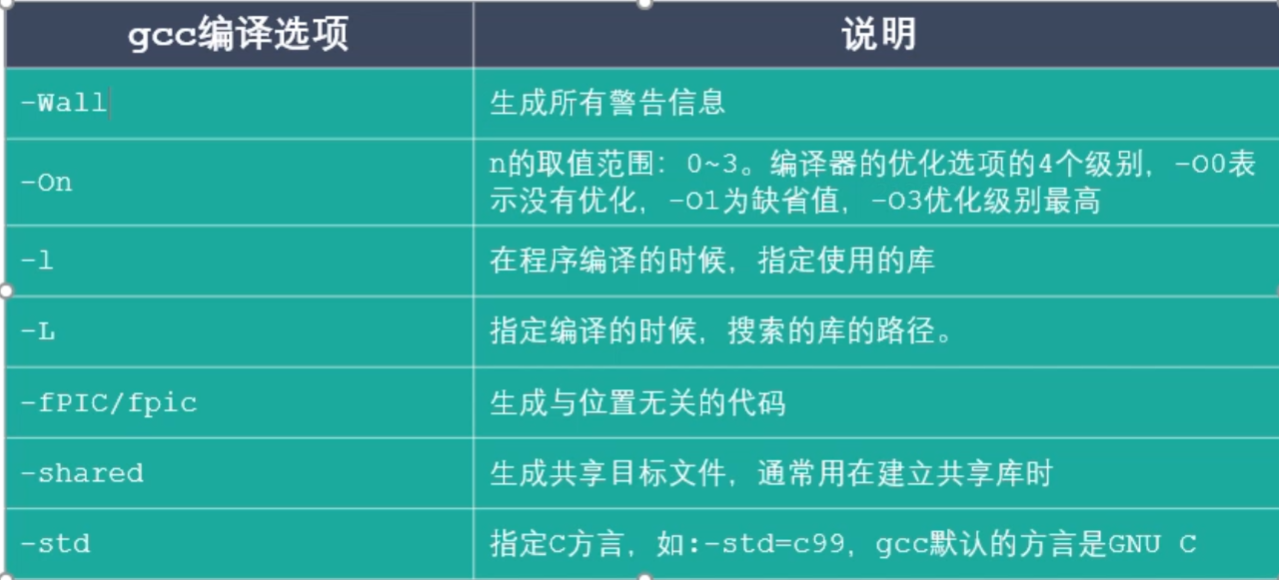 gcc编译选项 说明
-Wall 生成所有警告信息
-On n的取值范围：0~3。编译器的优化选项的4个级别，-O0表
示没有优化，-O1为缺省值，-O3优化级别最高
-l 在程序编译的时候，指定使用的库
-L 指定编译的时候，搜索的库的路径。
-fPIC/fpic 生成与位置无关的代码
-shared 生成共享目标文件，通常用在建立共享库时
-std 指定C方言，如:-std=c99，gcc默认的方言是GNU C